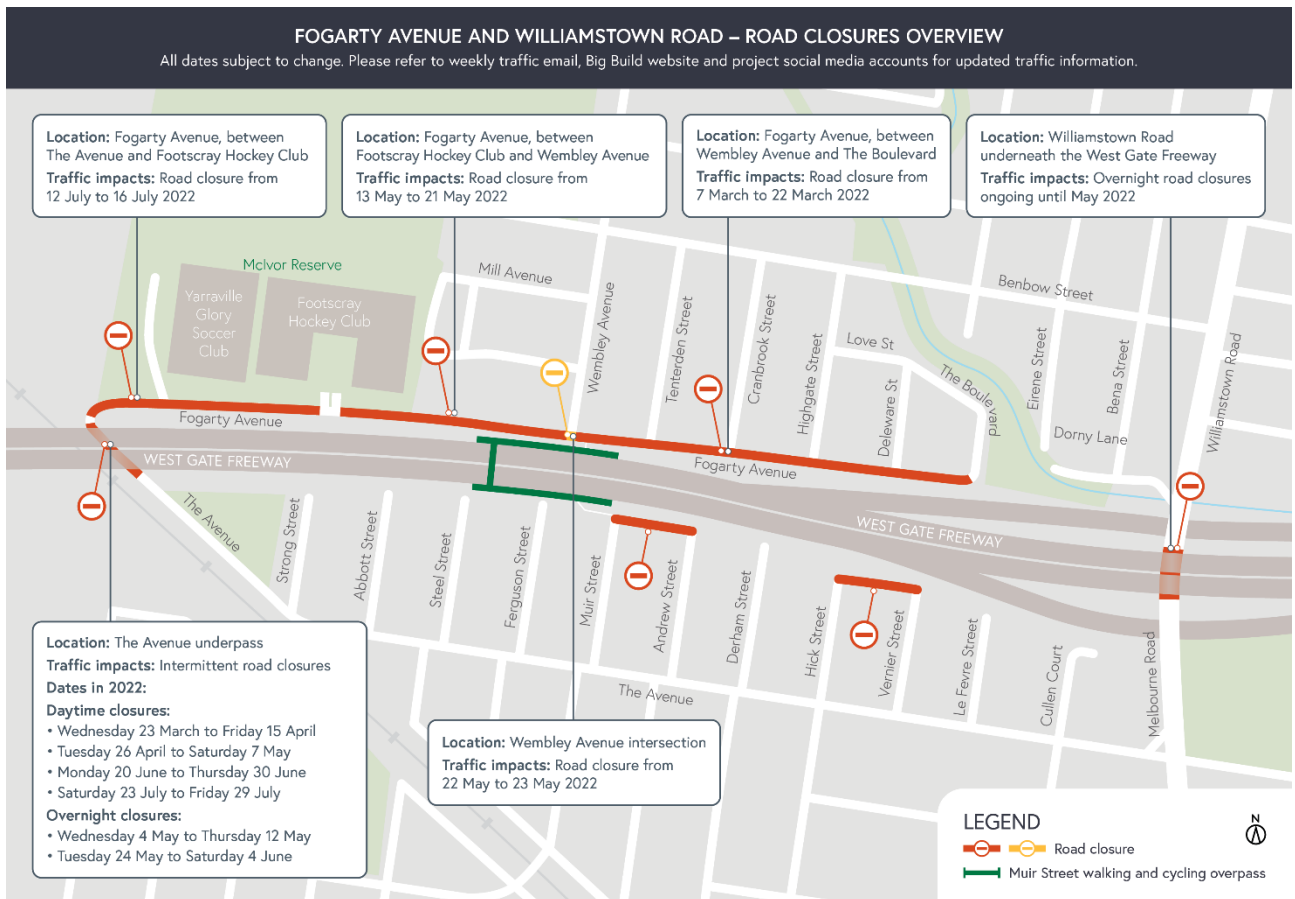 FOGARTY AVENUE AND WILLIAMSTOWN ROAD – ROAD CLOSURES OVERVIEW
All dates subject to change. Please refer to weekly traffic email, Big Build website and project social media accounts for updated traffic information.
Location: Fogarty Avenue, between
The Avenue and Footscray Hockey Club
Traffic impacts: Road closure from
12 July to 16 July 2022
Location: Fogarty Avenue, between
Footscray Hockey Club and Wembley Avenue
Traffic impacts: Road closure from
13 May to 21 May 2022
Location: Fogarty Avenue, between
Wembley Avenue and The Boulevard
Traffic impacts: Road closure from
7 March to 22 March 2022
Location: Williamstown Road
underneath the West Gate Freeway
Traffic impacts: Overnight road closures
ongoing until May 2022
McIvor Reserve
Yarraville
Glory
Soccer
Club
Footscray
Hockey Club
Mill Avenue
Wembley Avenue
Tenterden Street
Cranbrook Street
Highgate Street
Love St
Deleware St
The Boulevard
Benbow Street
Eirene Street
Bena Street
Dorny Lane
Williamstown Road
Fogarty Avenue
WEST GATE FREEWAY
Fogarty Avenue
WEST GATE FREEWAY
The Avenue
Strong Street
Abbott Street
Steel Street
Ferguson Street
Muir Street
Andrew Street
Derham Street
Hick Street
Vernier Street
Le Fevre Street
Cullen Court
Melbourne Road
The Avenue
Location: The Avenue underpass
Traffic impacts: Intermittent road closures
Dates in 2022:
Daytime closures:
• Wednesday 23 March to Friday 15 April
• Tuesday 26 April to Saturday 7 May
• Monday 20 June to Thursday 30 June
• Saturday 23 July to Friday 29 July
Overnight closures:
• Wednesday 4 May to Thursday 12 May
• Tuesday 24 May to Saturday 4 June
Location: Wembley Avenue intersection
Traffic impacts: Road closure from
22 May to 23 May 2022
LEGEND
N
Road closure
Muir Street walking and cycling overpass